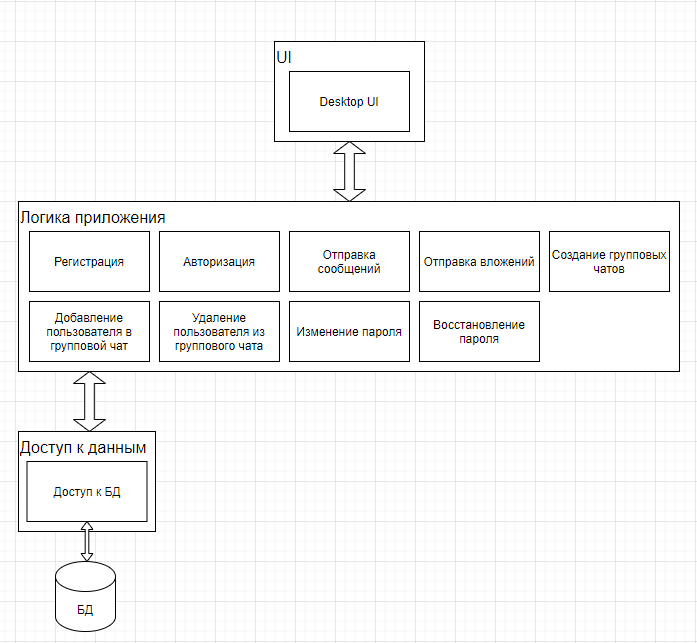 UI
Desktop UI
Логика приложения
Регистрация
Авторизация
Отправка
сообщений
Отправка вложений
Создание групповых
чатов
Добавление
пользователя в
групповой чат
Удаление
пользователя из
группового чата
Изменение пароля
Восстановление
пароля
Доступ к данным
Доступ к БД
БД